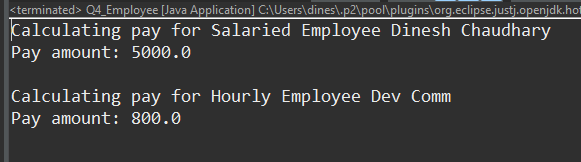 <terminated> Q4_Employee [Java Application] C:\Users\dines\.p2\pool\plugins\org.eclipse.justj.openjdk.hot
Calculating pay for Salaried Employee Dinesh Chaudhary
Pay amount: 5000.0
Calculating pay for Hourly Employee Dev Comm
Pay amount: 800.0